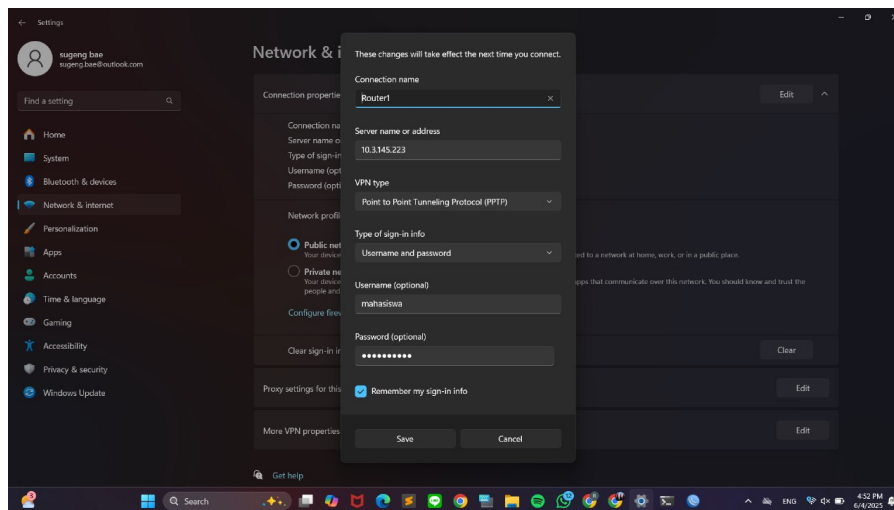 Settings
sugeng bae
sugeng.bae@outlook.com
Find a setting
Home
System
Bluetooth & devices
Network & internet
Personalization
Apps
Accounts
Time & language
Gaming
Accessibility
Privacy & security
Windows Update
Network & i
Connection propertie
Edit
Connection na
Server name o
Type of sign-in
Username (opt
Password (opti
Network profil
Public net
Your device
ed to a network at home, work, or in a public place.
Private ne
Your device
apps that communicate over this network. You should know and trust the
people and
Configure firew
Clear sign-in in
Clear
Proxy settings for this
Edit
More VPN properties
Edit
Get help
These changes will take effect the next time you connect.
Connection name
Router1
Server name or address
10.3.145.223
VPN type
Point to Point Tunneling Protocol (PPTP)
Type of sign-in info
Username and password
Username (optional)
mahasiswa
Password (optional)
••••••••••
Remember my sign-in info
Save
Cancel
3
Search
ENG
4:52 PM
6/4/2025